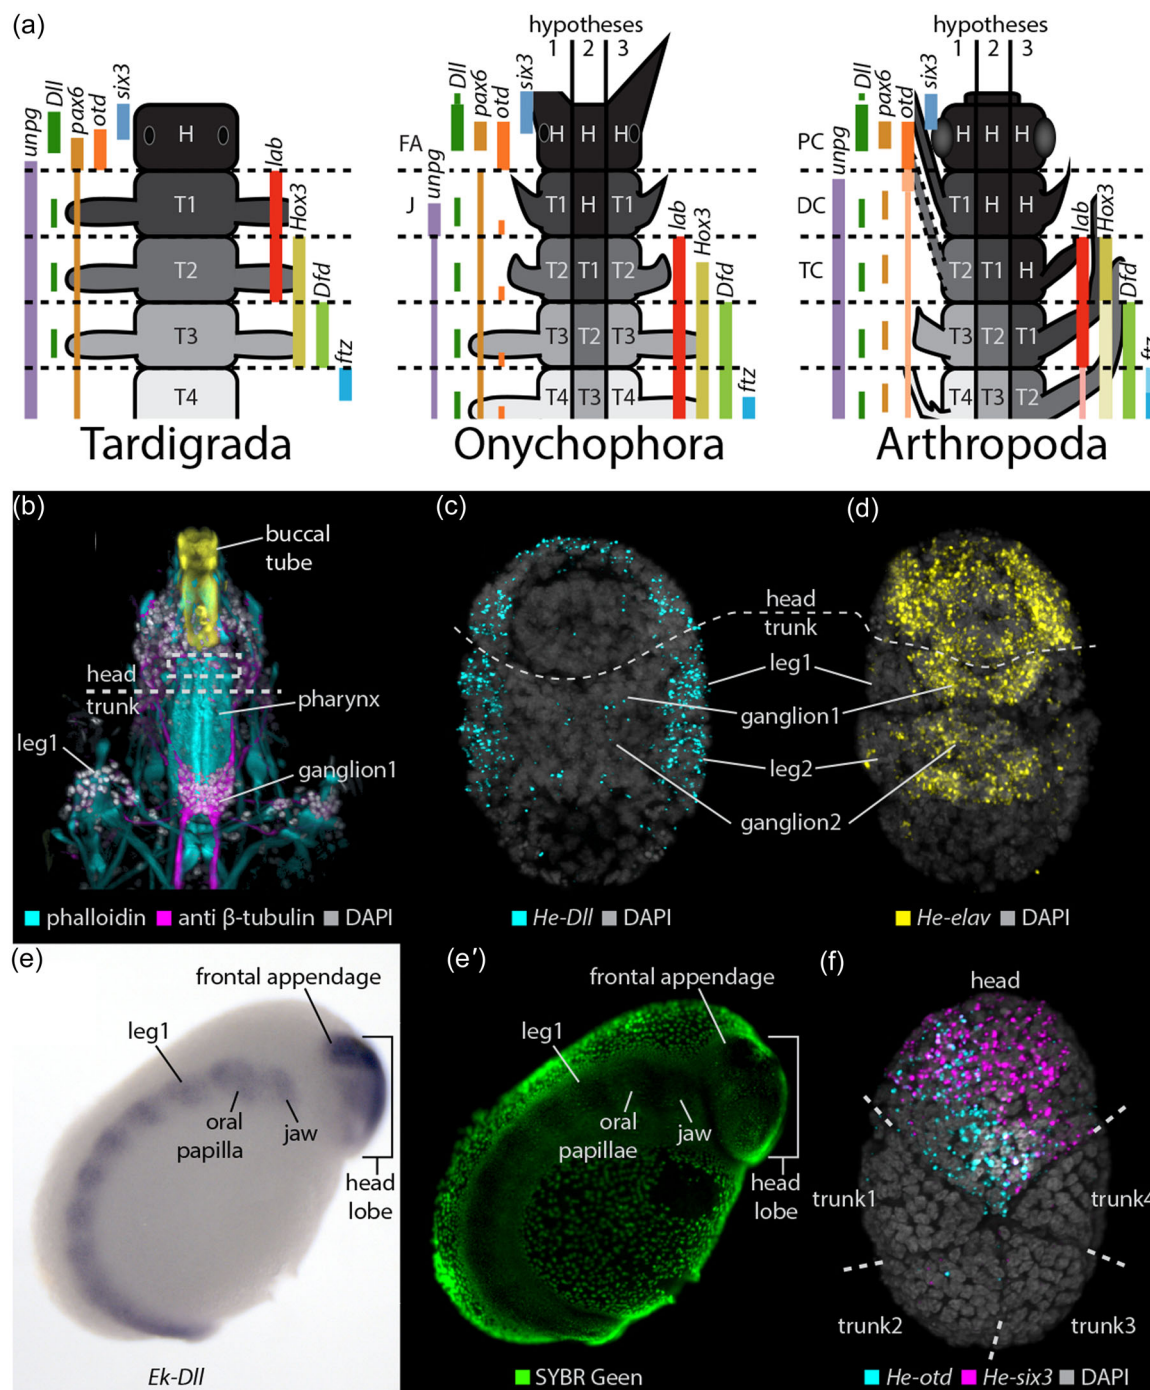 (a)
hypotheses
1 2 3
hypotheses
1 2 3
unpg Dll pax6 otd six3 lab Hox3 Dfd ftz
H
T1
T2
T3
T4
Tardigrada
FA
J
unpg Dll pax6 otd six3 lab Hox3 Dfd ftz
H H H
T1 H T1
T2 T1 T2
T3 T2 T3
T4 T3 T4
Onychophora
PC
DC
TC
unpg Dll pax6 otd six3 lab Hox3 Dfd ftz
H H H
T1 H H
T2 T1 H
T3 T2 T1
T4 T3 T2
Arthropoda
(b)
buccal
tube
head
trunk
pharynx
leg1
ganglion1
phalloidin anti β-tubulin DAPI
(c)
head
trunk
leg1
ganglion1
leg2
ganglion2
He-Dll DAPI
(d)
He-elav DAPI
(e)
frontal appendage
leg1
oral
papilla
jaw
head
lobe
Ek-Dll
(e′)
frontal appendage
leg1
oral
papillae
jaw
head
lobe
SYBR Geen
(f)
head
trunk1
trunk4
trunk2
trunk3
He-otd He-six3 DAPI